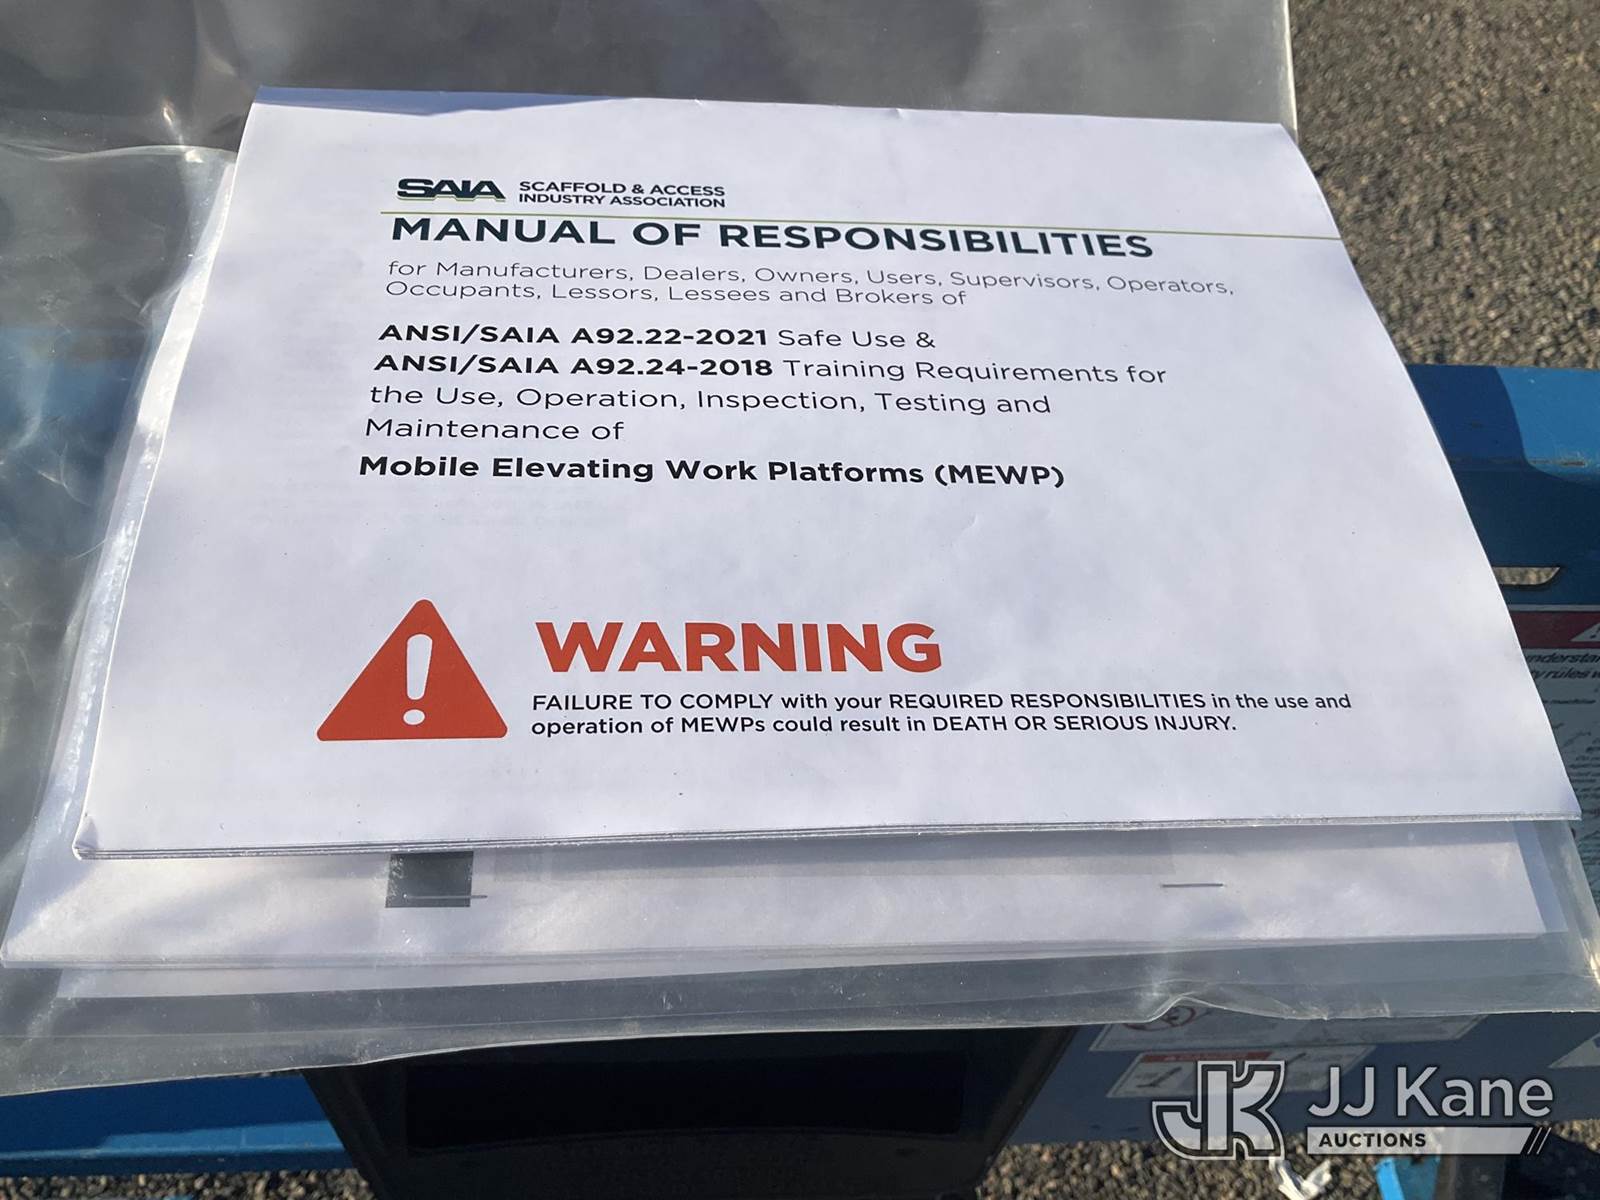 SAIA SCAFFOLD & ACCESS
INDUSTRY ASSOCIATION
MANUAL OF RESPONSIBILITIES
for Manufacturers, Dealers, Owners, Users, Supervisors, Operators,
Occupants, Lessors, Lessees and Brokers of
ANSI/SAIA A92.22-2021 Safe Use &
ANSI/SAIA A92.24-2018 Training Requirements for
the Use, Operation, Inspection, Testing and
Maintenance of
Mobile Elevating Work Platforms (MEWP)
WARNING
FAILURE TO COMPLY with your REQUIRED RESPONSIBILITIES in the use and
operation of MEWPs could result in DEATH OR SERIOUS INJURY.
JK JJ Kane
AUCTIONS